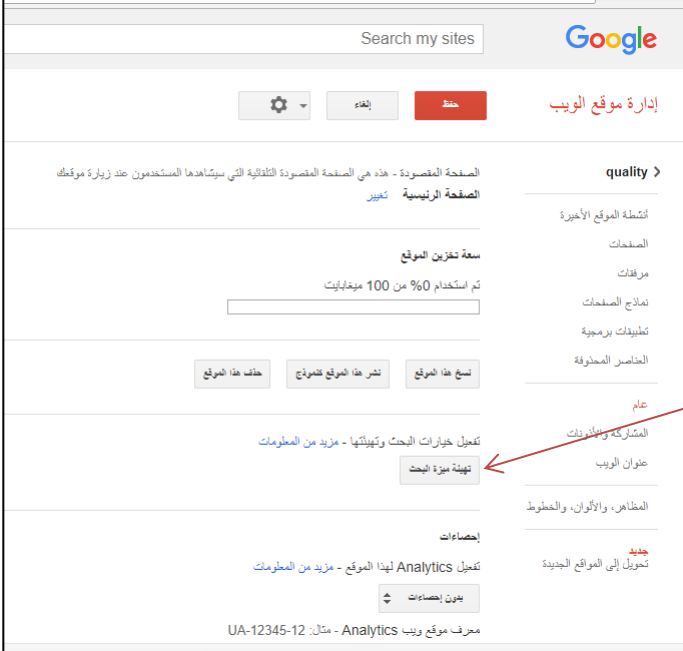 Google
Search my sites
إدارة موقع الويب
حفظ
إلغاء
quality
أنشطة الموقع الأخيرة
الصفحات
مرفقات
نماذج الصفحات
تطبيقات برمجية
العناصر المحذوفة
عام
المشاركة والأذونات
عنوان الويب
المظاهر، والألوان، والخطوط
جديد
تحويل إلى المواقع الجديدة
الصفحة المقصودة - هذه هي الصفحة المقصودة التلقائية التي سيشاهدها المستخدمون عند زيارة موقعك
الصفحة الرئيسية تغيير
سعة تخزين الموقع
تم استخدام 0% من 100 ميغابايت
نسخ هذا الموقع
نشر هذا الموقع كنموذج
حذف هذا الموقع
تفعيل خيارات البحث وتهيئتها - مزيد من المعلومات
تهيئة ميزة البحث
إحصاءات
تفعيل Analytics لهذا الموقع - مزيد من المعلومات
بدون إحصاءات
معرف موقع ويب Analytics - مثال: UA-12345-12